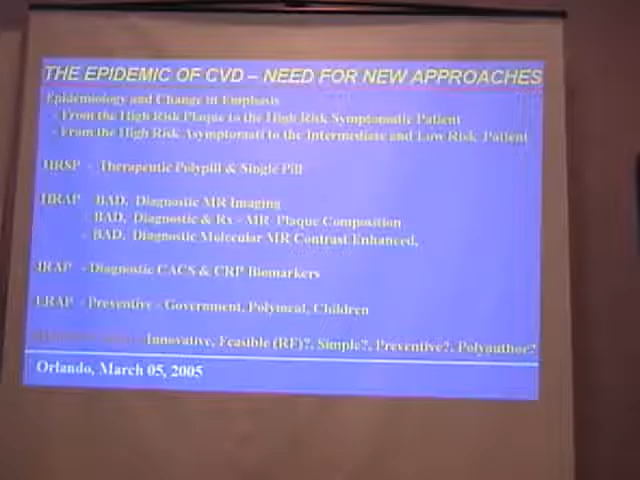 THE EPIDEMIC OF CVD – NEED FOR NEW APPROACHES
Epidemiology and Change in Emphasis
- From the High Risk Plaque to the High Risk Symptomatic Patient
- From the High Risk Asymptomati to the Intermediate and Low Risk Patient
HRSP - Therapeutic Polypill & Single Pill
HRAP - BAD, Diagnostic MR Imaging
- BAD, Diagnostic & Rx - MR Plaque Composition
- BAD, Diagnostic Molecular MR Contrast Enhanced,
IRAP - Diagnostic CACS & CRP Biomarkers
LRAP - Preventive - Government, Polymeal, Children
Innovative, Feasible (RF)?, Simple?, Preventive?, Polyauthor?
Orlando, March 05, 2005